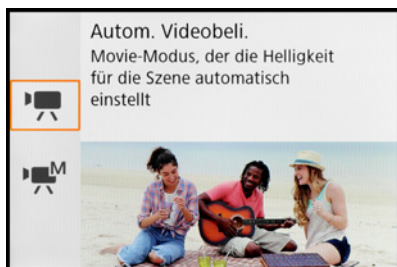 Autom. Videobeli.
Movie-Modus, der die Helligkeit
für die Szene automatisch
einstellt
M